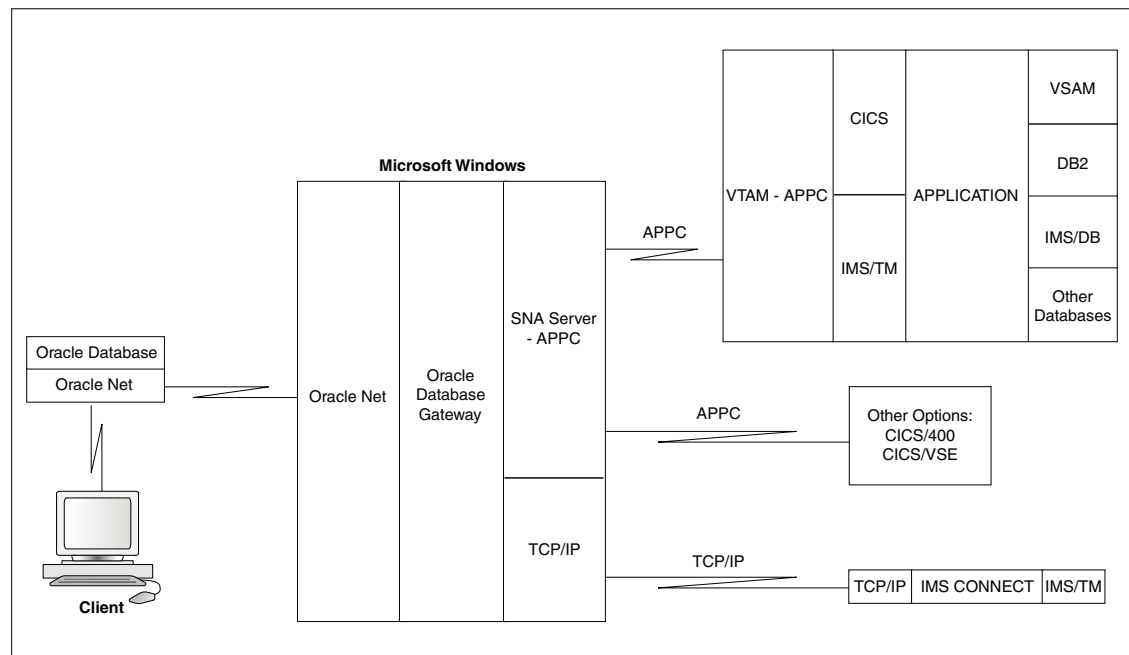 Microsoft Windows
Oracle Database
Oracle Net
Client
Oracle Net
Oracle
Database
Gateway
SNA Server
- APPC
TCP/IP
APPC
VTAM - APPC
CICS
IMS/TM
APPLICATION
VSAM
DB2
IMS/DB
Other
Databases
APPC
Other Options:
CICS/400
CICS/VSE
TCP/IP
TCP/IP
IMS CONNECT
IMS/TM